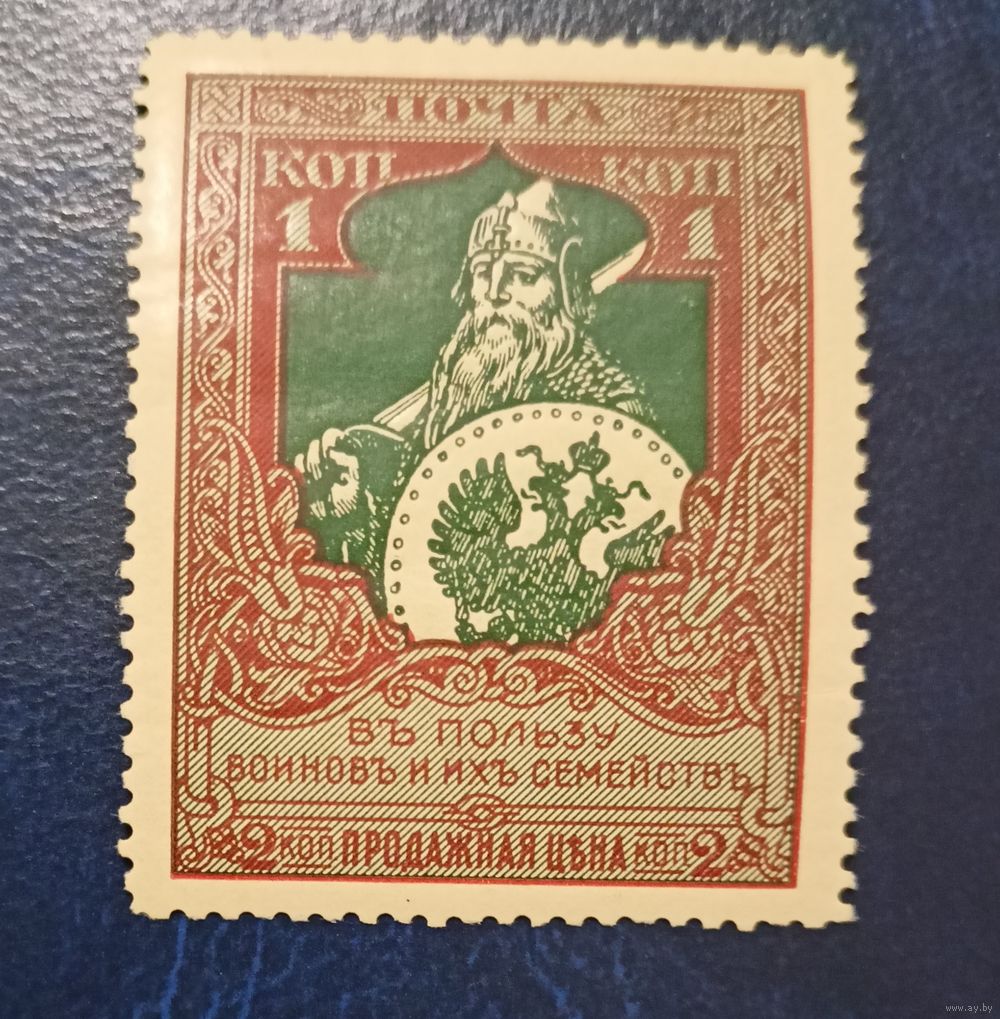 ПОЧТА
КОП КОП
1 1
ВЪ ПОЛЬЗУ
ВОИНОВЪ И ИХЪ СЕМЕЙСТВЪ
2 КОП ПРОДАЖНАЯ ЦѢНА КОП 2
www.ay.by